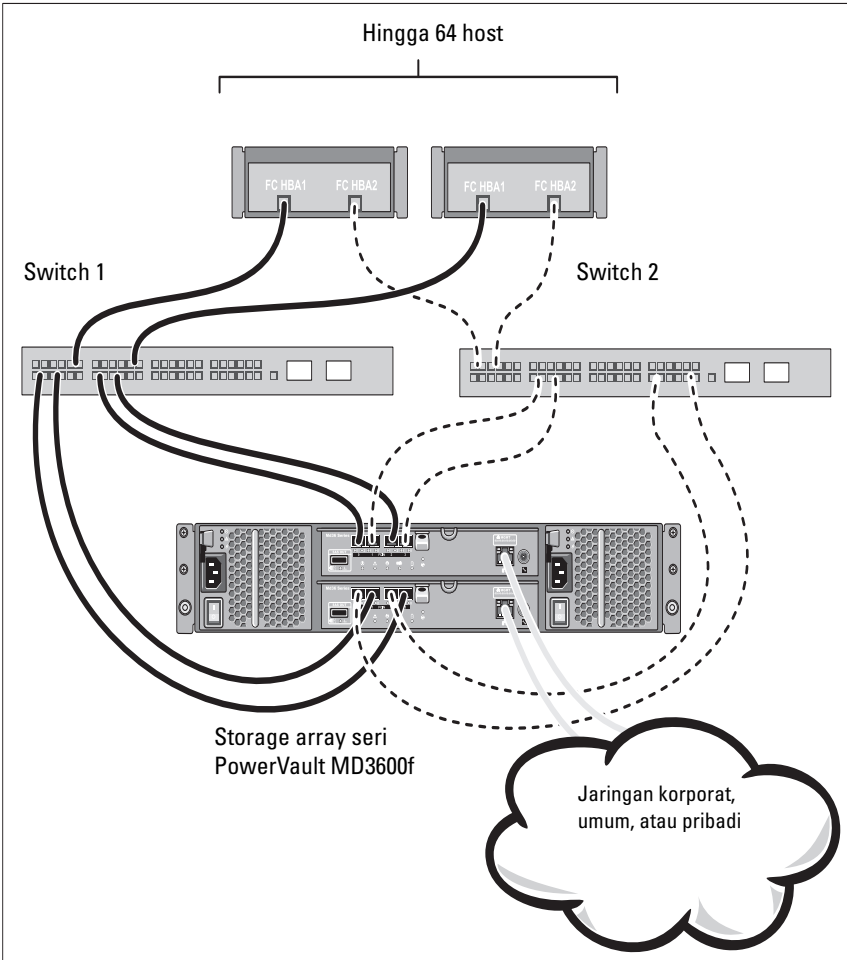 Hingga 64 host
FC HBA1 FC HBA2
FC HBA1 FC HBA2
Switch 1
Switch 2
Storage array seri
PowerVault MD3600f
Jaringan korporat,
umum, atau pribadi